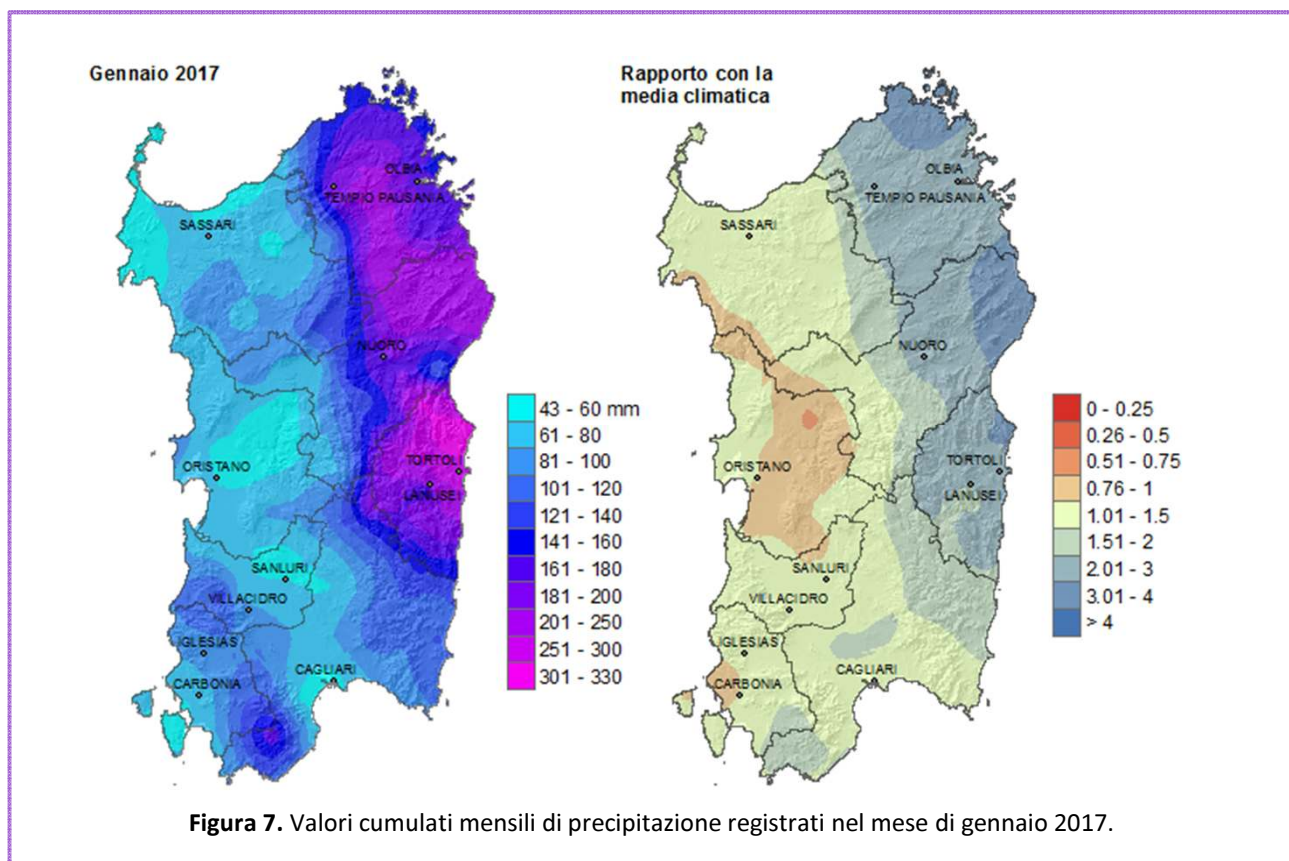 Gennaio 2017
OLBIA
TEMPIO PAUSANIA
SASSARI
NUORO
ORISTANO
TORTOLI
LANUSEI
SANLURI
VILLACIDRO
IGLESIAS
CAGLIARI
CARBONIA
43 - 60 mm
61 - 80
81 - 100
101 - 120
121 - 140
141 - 160
161 - 180
181 - 200
201 - 250
251 - 300
301 - 330
Rapporto con la
media climatica
OLBIA
TEMPIO PAUSANIA
SASSARI
NUORO
ORISTANO
TORTOLI
LANUSEI
SANLURI
VILLACIDRO
IGLESIAS
CAGLIARI
CARBONIA
0 - 0.25
0.26 - 0.5
0.51 - 0.75
0.76 - 1
1.01 - 1.5
1.51 - 2
2.01 - 3
3.01 - 4
> 4
Figura 7. Valori cumulati mensili di precipitazione registrati nel mese di gennaio 2017.